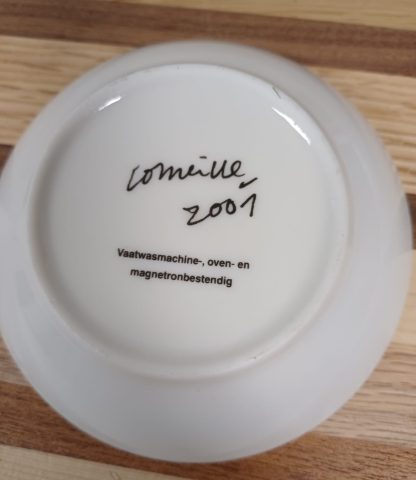 Corneille
2001
Vaatwasmachine-, oven- en
magnetronbestendig